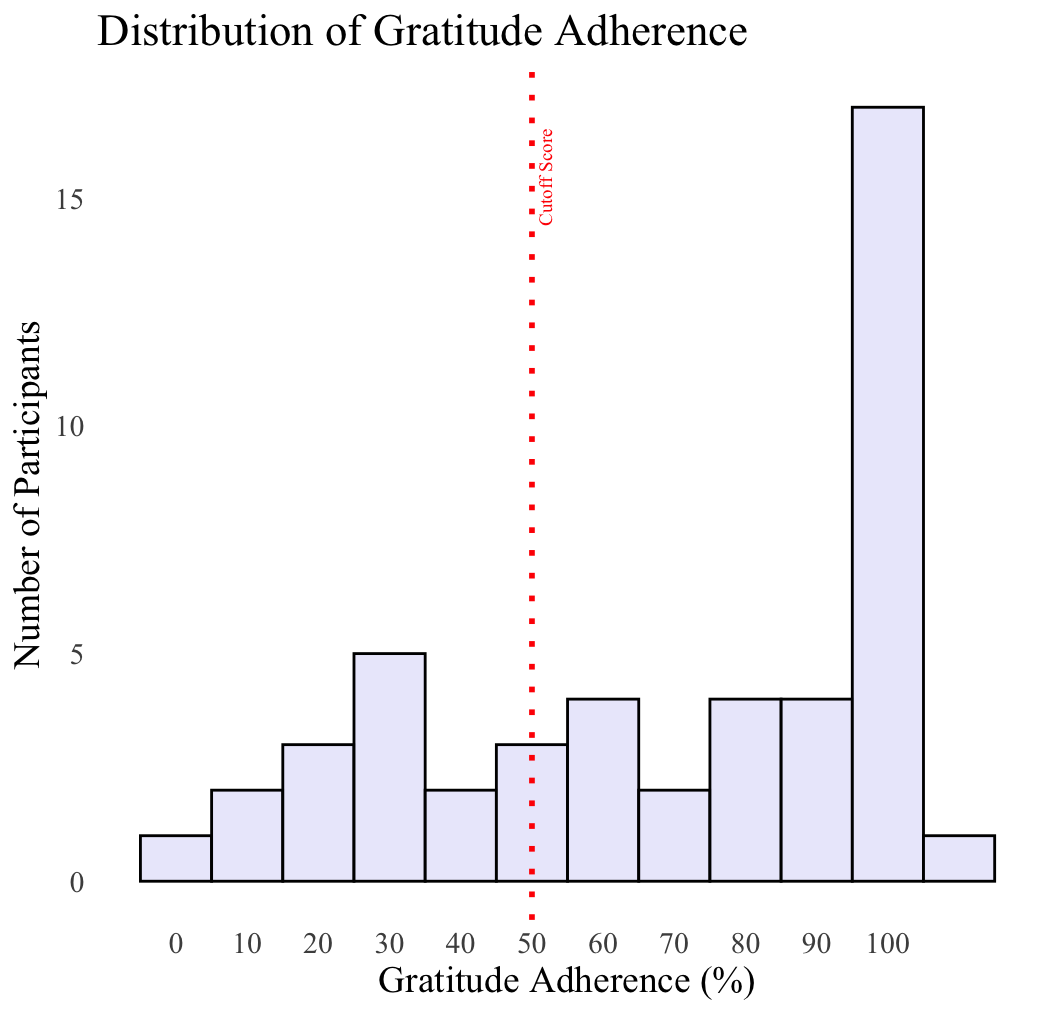 Distribution of Gratitude Adherence
Cutoff Score
15
10
5
0
Number of Participants
0 10 20 30 40 50 60 70 80 90 100
Gratitude Adherence (%)